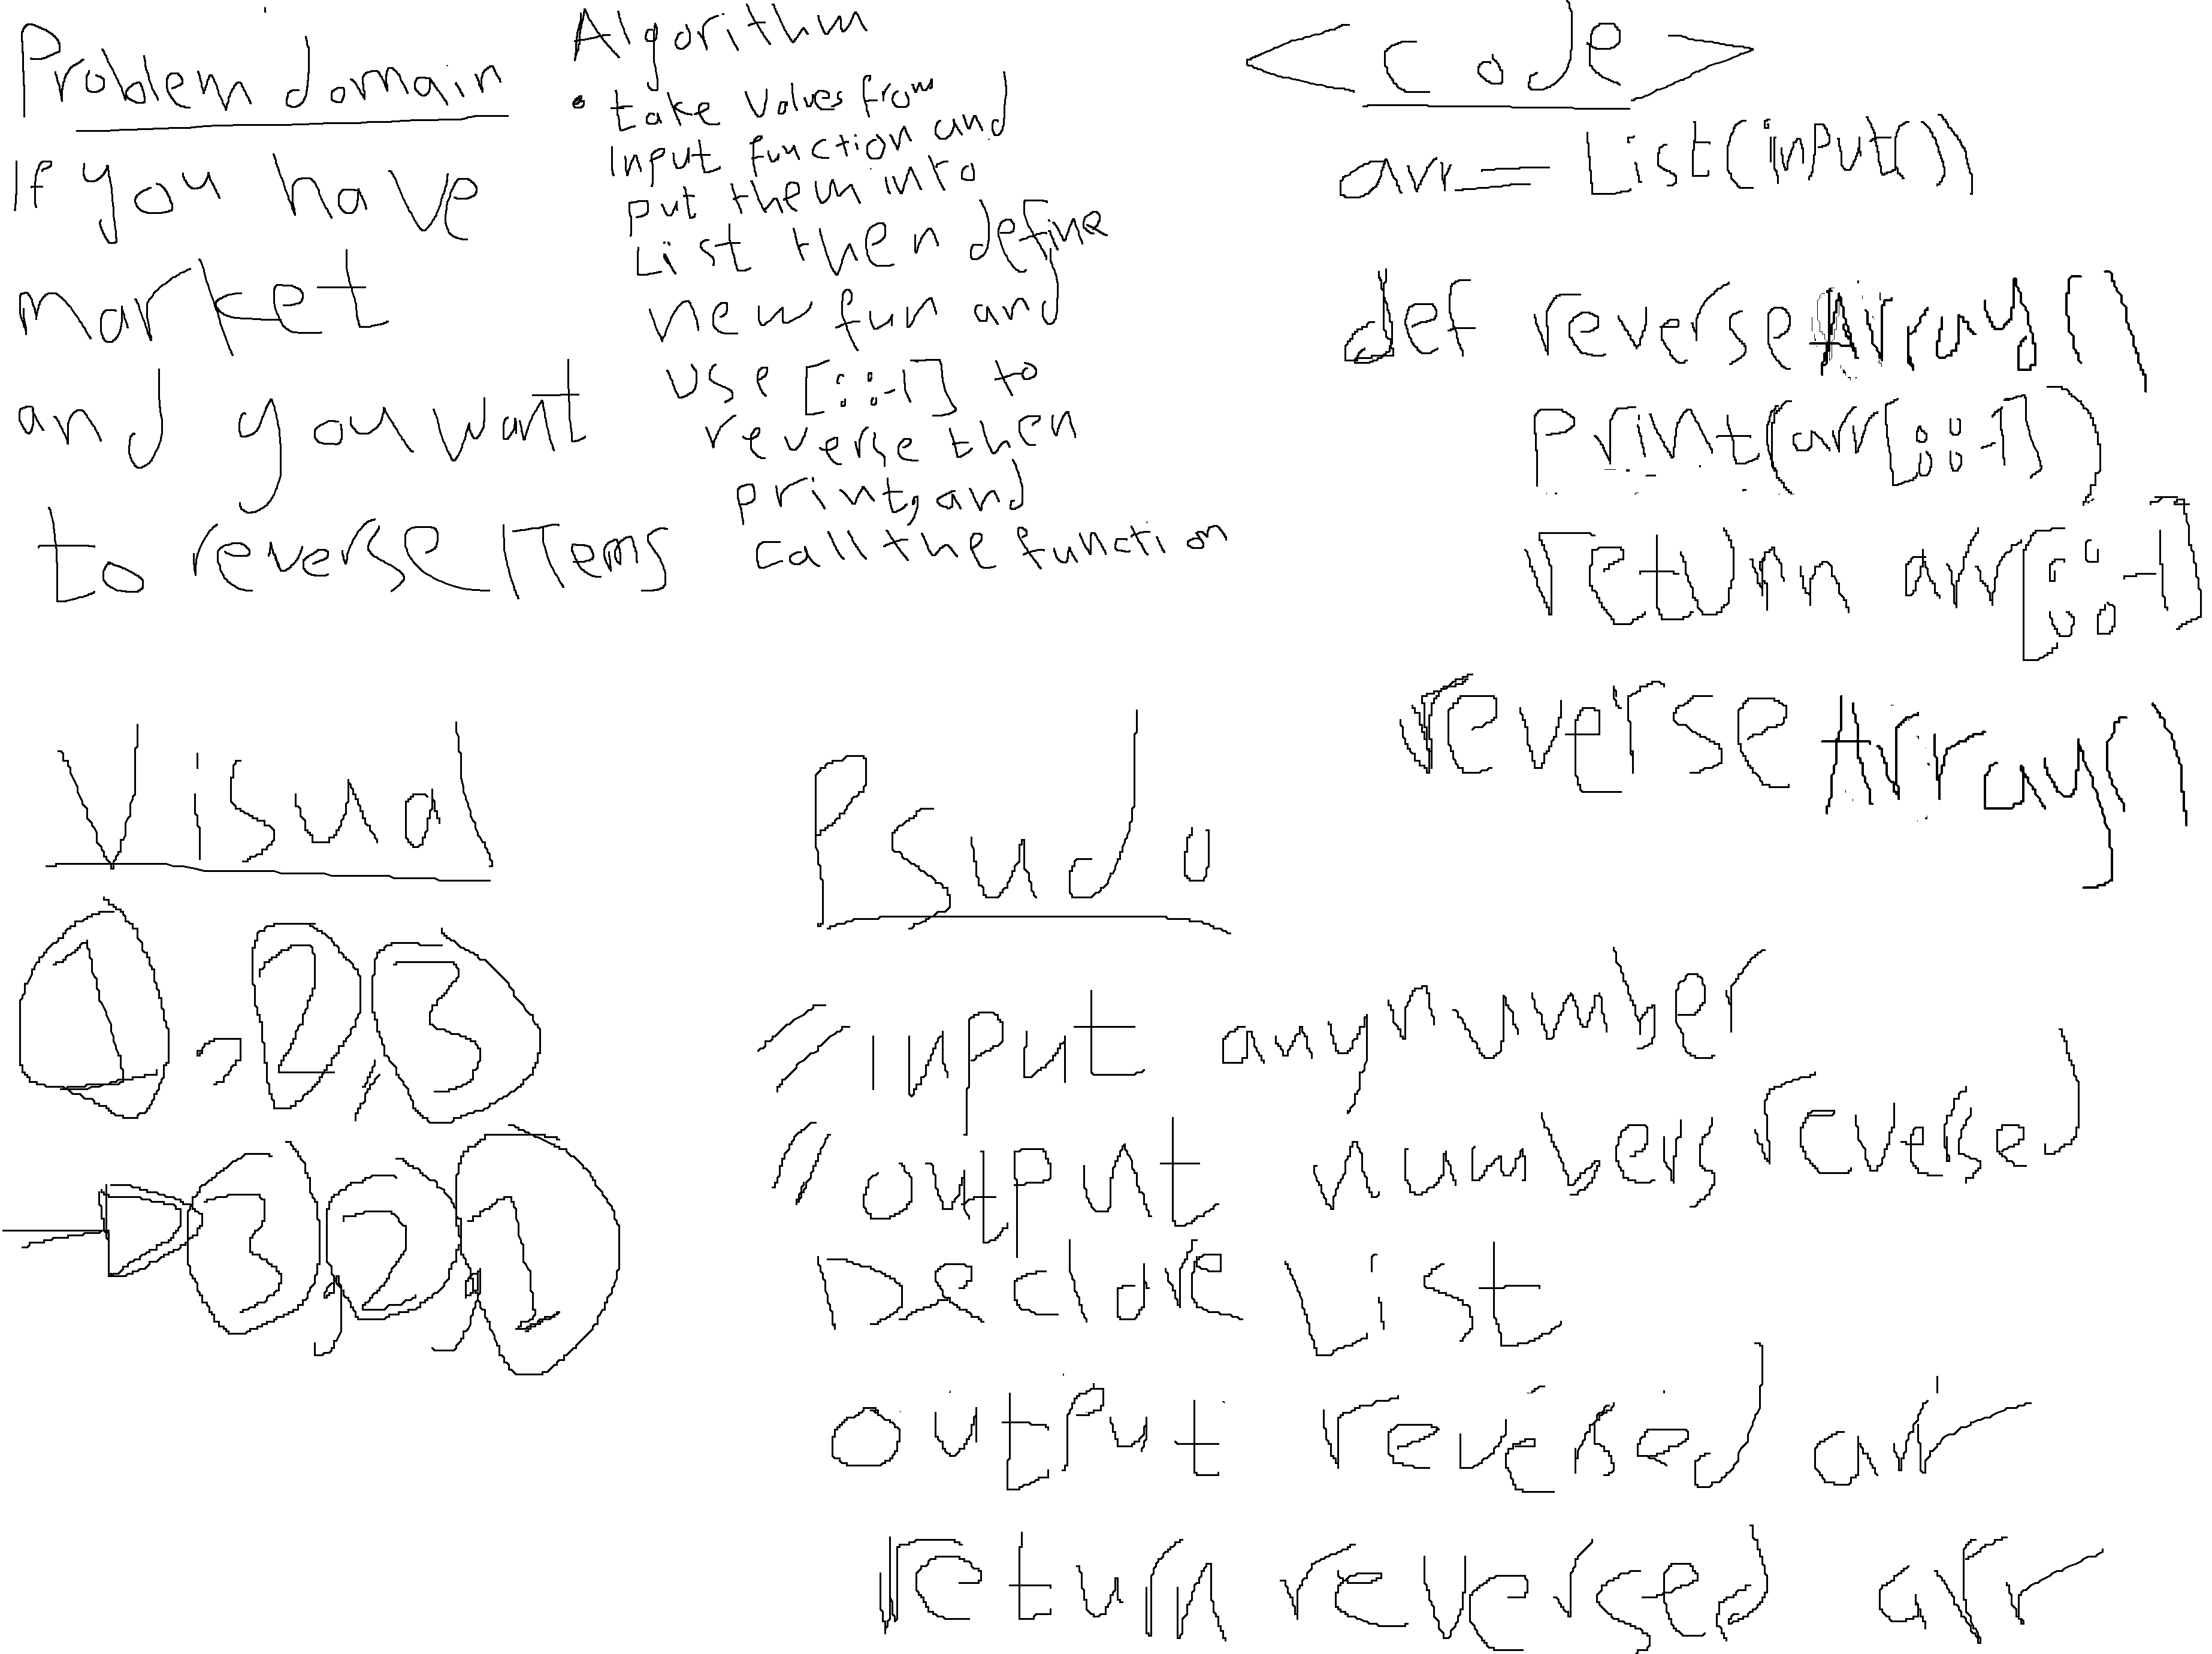 Problem domain
If you have
market
and you want
to reverse ITems
Algorithm
• take values from
Input function and
put them into
List then define
new fun and
use [::-1] to
reverse then
print, and
call the function
<code>
arr = List(input())
def reverseArray()
print(arr[::-1])
return arr[::-1]
reverseArray()
Visual
1, 2, 3
→ 3, 2, 1
Psudo
// input any number
// output numbers reversed
Declare List
output reversed arr
return reversed arr